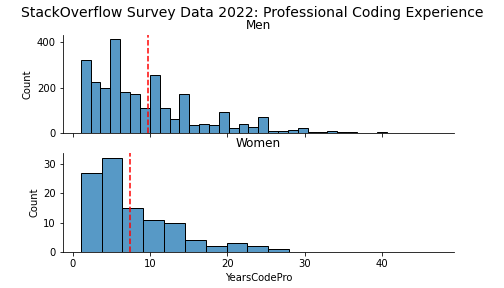 StackOverflow Survey Data 2022: Professional Coding Experience
Men
400
200
0
Count
Women
30
20
10
0
Count
0 10 20 30 40
YearsCodePro